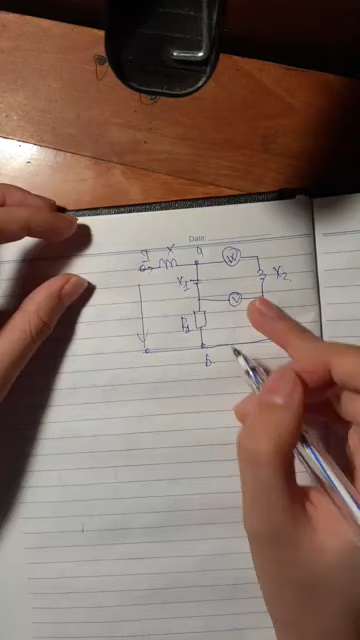 Date
g X a W
X1 X2
V
R1
b.